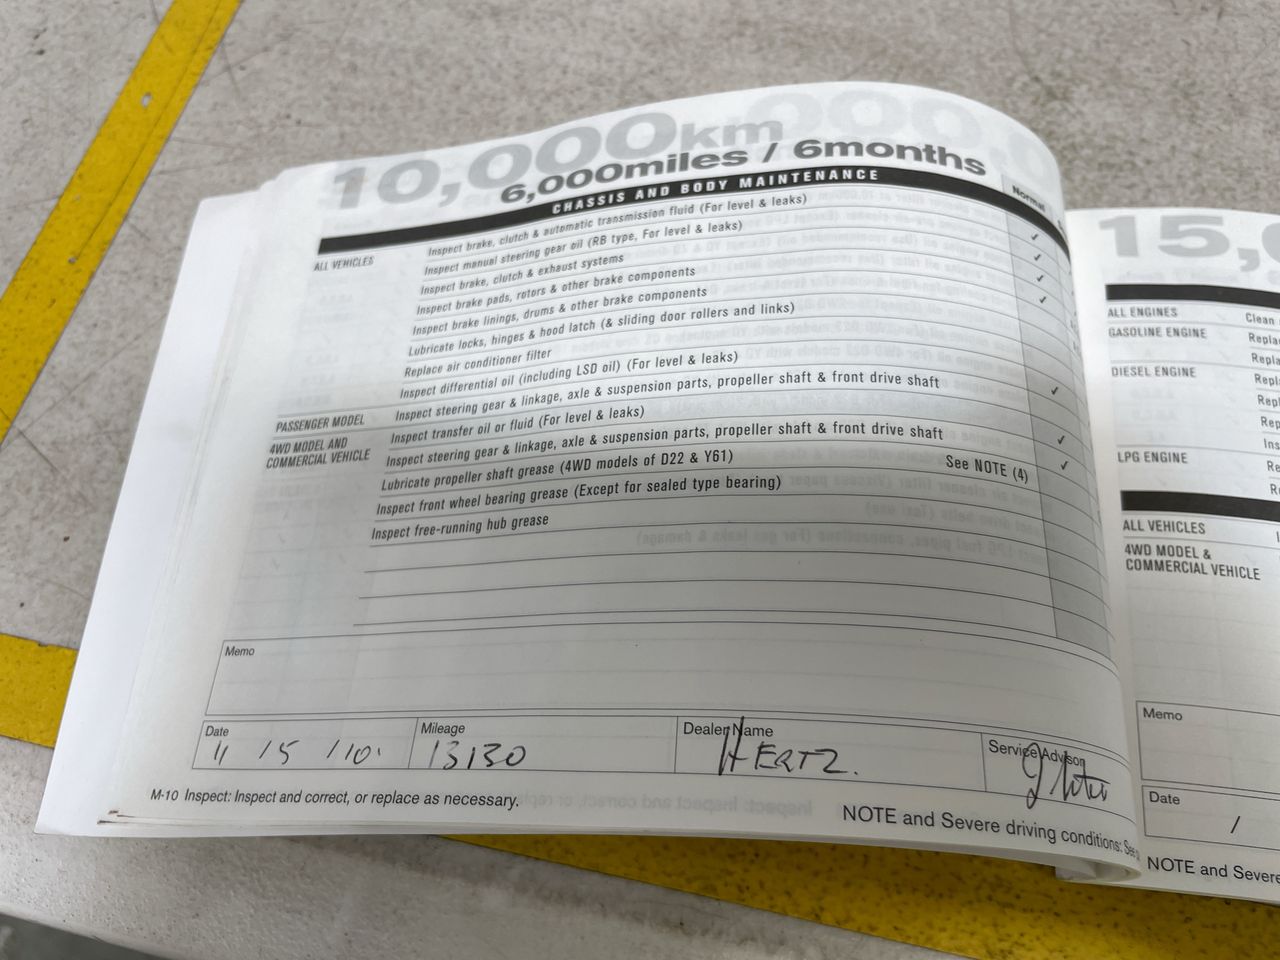 10,000km
6,000miles / 6months
CHASSIS AND BODY MAINTENANCE
Normal
ALL VEHICLES
Inspect brake, clutch & automatic transmission fluid (For level & leaks) ✓
Inspect manual steering gear oil (RB type, For level & leaks) ✓
Inspect brake, clutch & exhaust systems ✓
Inspect brake pads, rotors & other brake components ✓
Inspect brake linings, drums & other brake components
Lubricate locks, hinges & hood latch (& sliding door rollers and links)
Replace air conditioner filter
Inspect differential oil (including LSD oil) (For level & leaks) ✓
PASSENGER MODEL
Inspect steering gear & linkage, axle & suspension parts, propeller shaft & front drive shaft
4WD MODEL AND
COMMERCIAL VEHICLE
Inspect transfer oil or fluid (For level & leaks) ✓
Inspect steering gear & linkage, axle & suspension parts, propeller shaft & front drive shaft ✓
Lubricate propeller shaft grease (4WD models of D22 & Y61) See NOTE (4)
Inspect front wheel bearing grease (Except for sealed type bearing)
Inspect free-running hub grease
Memo
Date
11 / 5 / 10.
Mileage
13130
Dealer Name
HERTZ.
Service Advisor
M-10 Inspect: Inspect and correct, or replace as necessary.
NOTE and Severe driving conditions: See
15,
ALL ENGINES
Clean
GASOLINE ENGINE
DIESEL ENGINE
LPG ENGINE
ALL VEHICLES
4WD MODEL &
COMMERCIAL VEHICLE
Memo
Date
/
NOTE and Severe